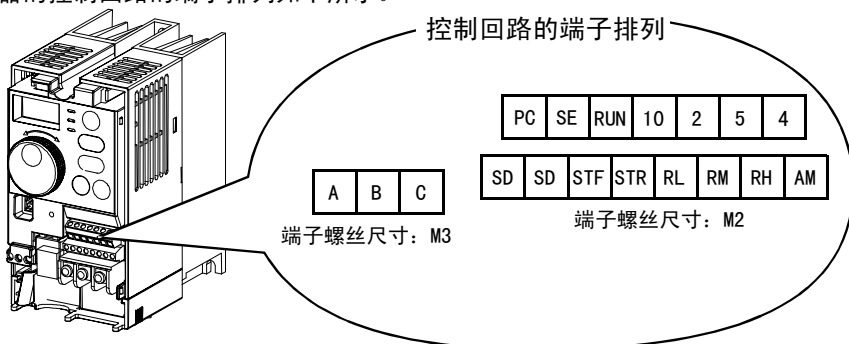 器的控制回路的端子排列如下所示。
控制回路的端子排列
PC SE RUN 10 2 5 4
A B C
SD SD STF STR RL RM RH AM
端子螺丝尺寸：M3
端子螺丝尺寸：M2